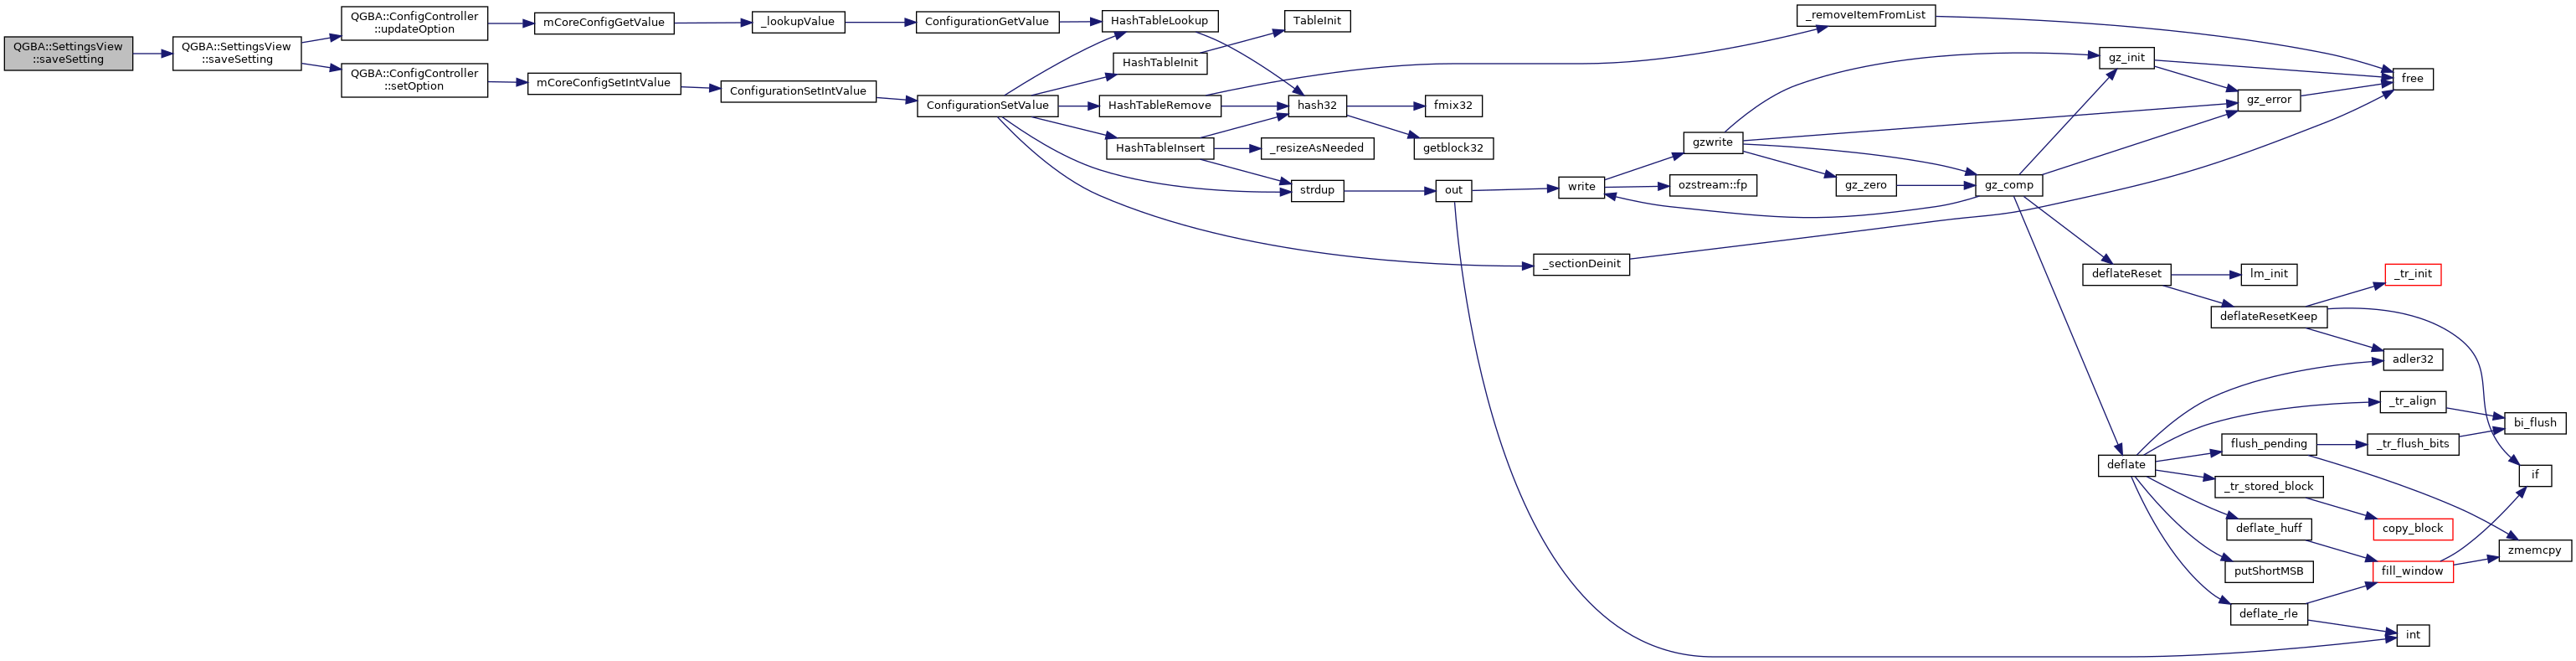 QGBA::SettingsView
::saveSetting
QGBA::SettingsView
::saveSetting
QGBA::ConfigController
::updateOption
QGBA::ConfigController
::setOption
mCoreConfigGetValue
mCoreConfigSetIntValue
_lookupValue
ConfigurationSetIntValue
ConfigurationGetValue
ConfigurationSetValue
HashTableLookup
HashTableInit
HashTableRemove
HashTableInsert
TableInit
hash32
_resizeAsNeeded
strdup
fmix32
getblock32
out
write
_sectionDeinit
gzwrite
ozstream::fp
_removeItemFromList
gz_zero
gz_comp
gz_init
gz_error
free
deflateReset
lm_init
deflateResetKeep
_tr_init
adler32
deflate
_tr_align
flush_pending
_tr_flush_bits
bi_flush
_tr_stored_block
copy_block
if
deflate_huff
fill_window
zmemcpy
putShortMSB
deflate_rle
int